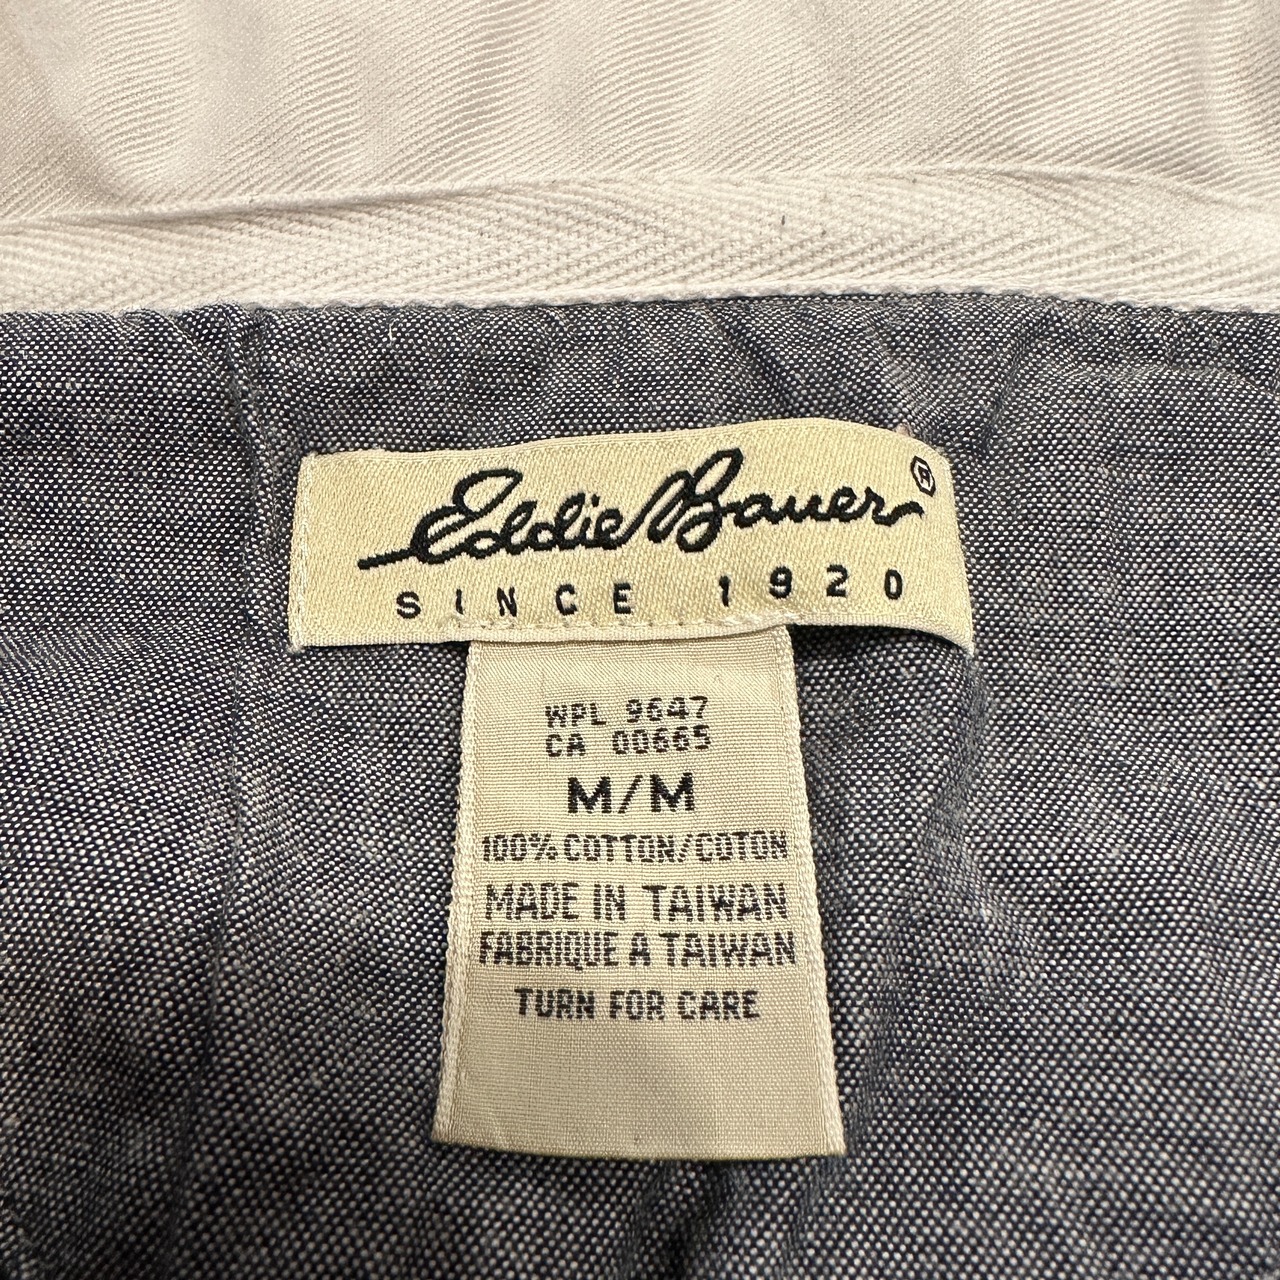 Eddie Bauer®
SINCE 1920
WPL 9647
CA 00665
M/M
100% COTTON/COTON
MADE IN TAIWAN
FABRIQUE A TAIWAN
TURN FOR CARE